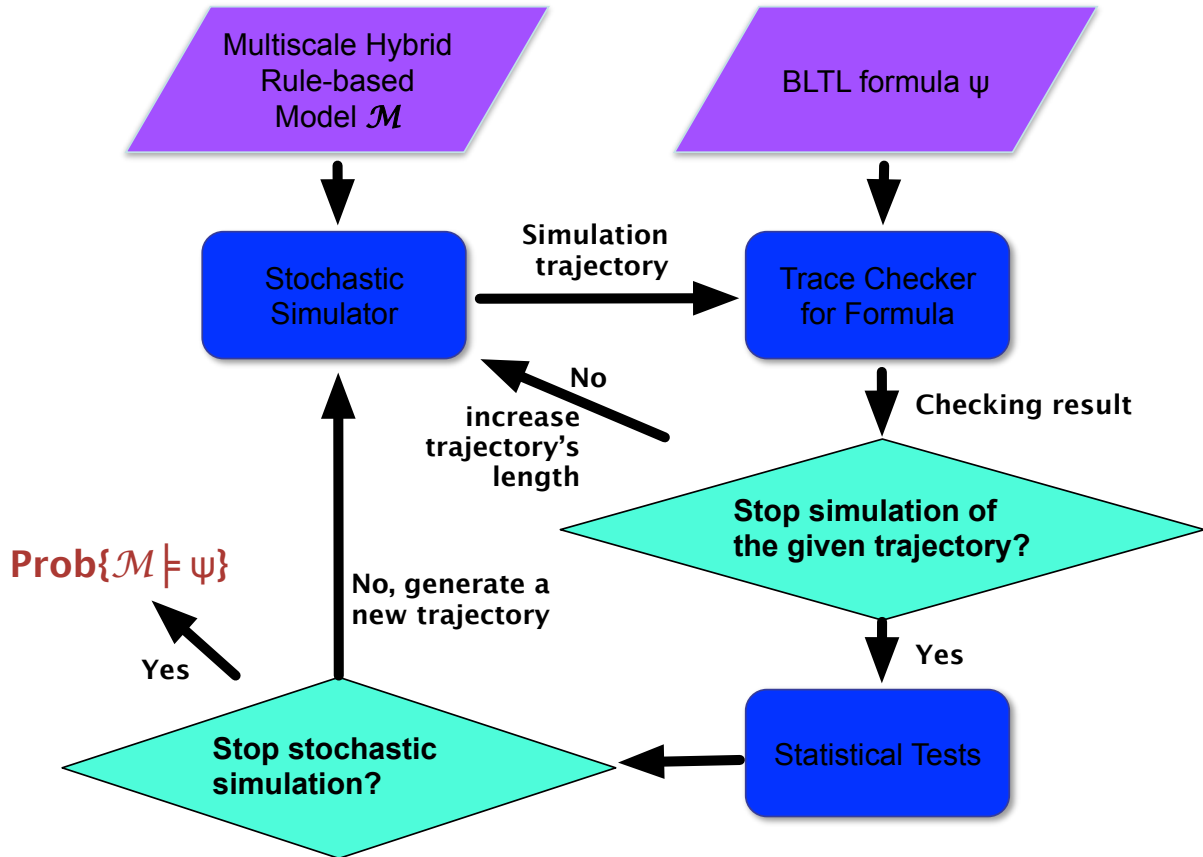 Multiscale Hybrid
Rule-based
Model ℳ
BLTL formula ψ
Stochastic
Simulator
Simulation
trajectory
Trace Checker
for Formula
No
increase
trajectory's
length
Checking result
Stop simulation of
the given trajectory?
Prob{ℳ ⊨ ψ}
No, generate a
new trajectory
Yes
Yes
Stop stochastic
simulation?
Statistical Tests